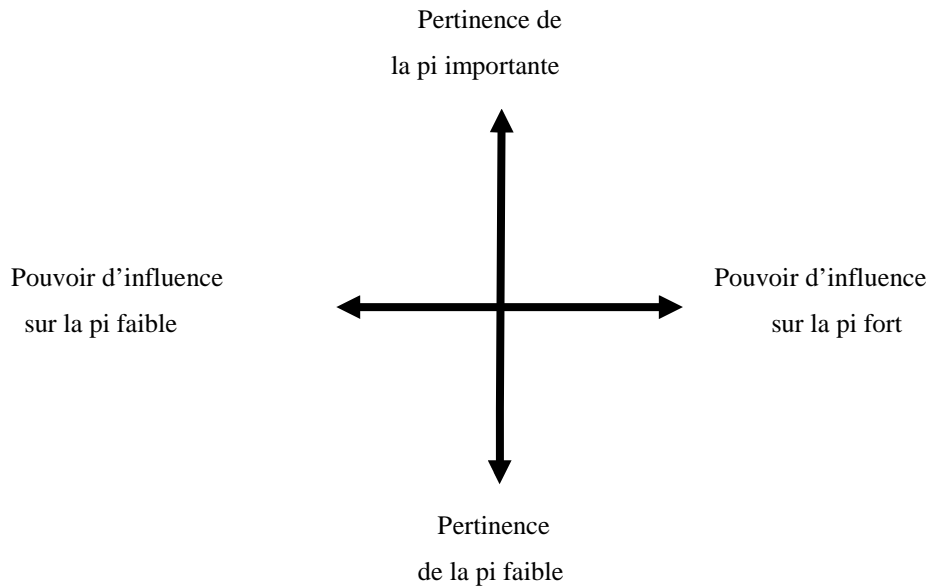 Pertinence de
la pi importante
Pouvoir d’influence
sur la pi faible
Pouvoir d’influence
sur la pi fort
Pertinence
de la pi faible